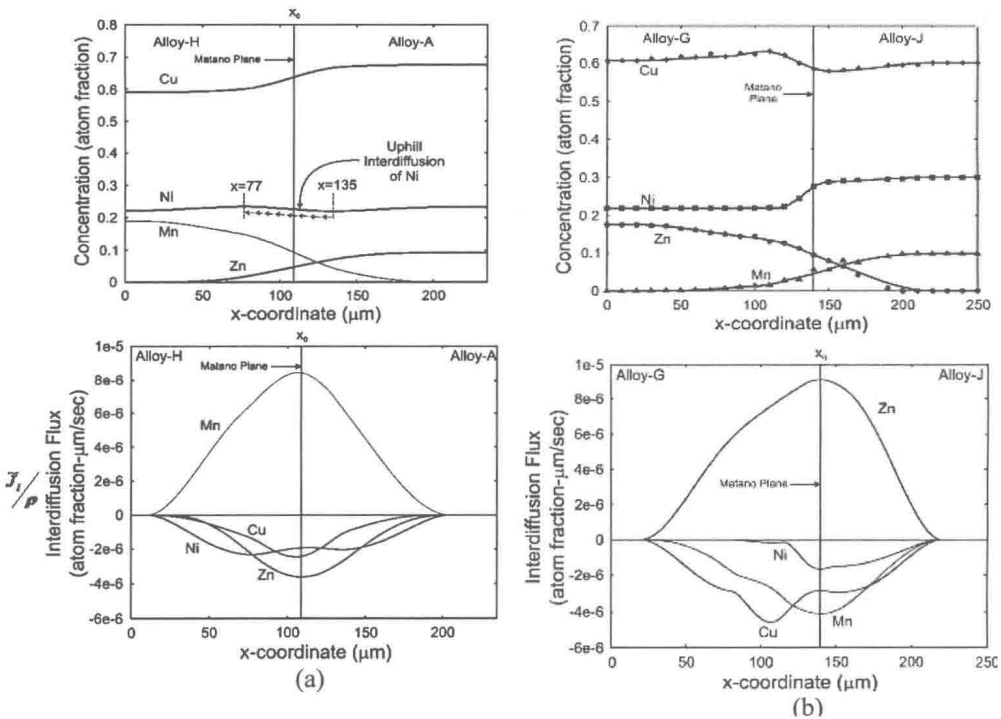 x₀
0.8
0.7
0.6
0.5
0.4
0.3
0.2
0.1
0
Concentration (atom fraction)
Alloy-H
Alloy-A
Matano Plane
Cu
Uphill
Interdiffusion
of Ni
x=77
x=135
Ni
Mn
Zn
0
50
100
150
200
x-coordinate (μm)
Alloy-G
Alloy-J
0.8
0.6
0.4
0.2
0.0
Concentration (atom fraction)
Cu
Matano
Plane
Ni
Zn
Mn
0
50
100
150
200
250
x-coordinate (μm)
x₀
1e-5
8e-6
6e-6
4e-6
2e-6
0
-2e-6
-4e-6
-6e-6
Interdiffusion Flux
(atom fraction-μm/sec)
Alloy-H
Alloy-A
Matano Plane
Mn
Cu
Ni
Zn
0
50
100
150
200
x-coordinate (μm)
(a)
1e-5
8e-6
6e-6
4e-6
2e-6
0
-2e-6
-4e-6
-6e-6
Interdiffusion Flux
(atom fraction-μm/sec)
Alloy-G
Alloy-J
Zn
Matano Plane
Ni
Cu
Mn
0
50
100
150
200
250
x-coordinate (μm)
(b)